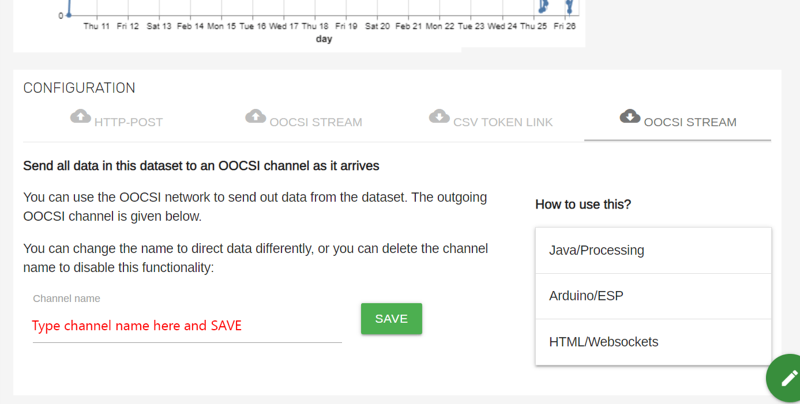 0
Thu 11 Fri 12 Sat 13 Feb 14 Mon 15 Tue 16 Wed 17 Thu 18 Fri 19 Sat 20 Feb 21 Mon 22 Tue 23 Wed 24 Thu 25 Fri 26
day
CONFIGURATION
HTTP-POST OOCSI STREAM CSV TOKEN LINK OOCSI STREAM
Send all data in this dataset to an OOCSI channel as it arrives
You can use the OOCSI network to send out data from the dataset. The outgoing
OOCSI channel is given below.
You can change the name to direct data differently, or you can delete the channel
name to disable this functionality:
Channel name
Type channel name here and SAVE
SAVE
How to use this?
Java/Processing
Arduino/ESP
HTML/Websockets